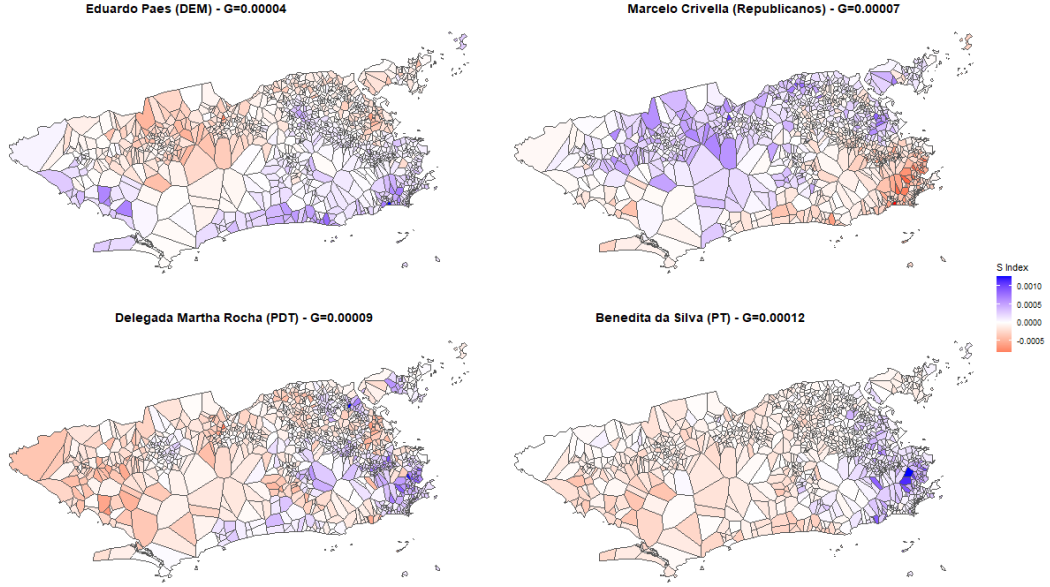 Eduardo Paes (DEM) - G=0.00004
Marcelo Crivella (Republicanos) - G=0.00007
S Index
0.0010
0.0005
0.0000
-0.0005
Delegada Martha Rocha (PDT) - G=0.00009
Benedita da Silva (PT) - G=0.00012